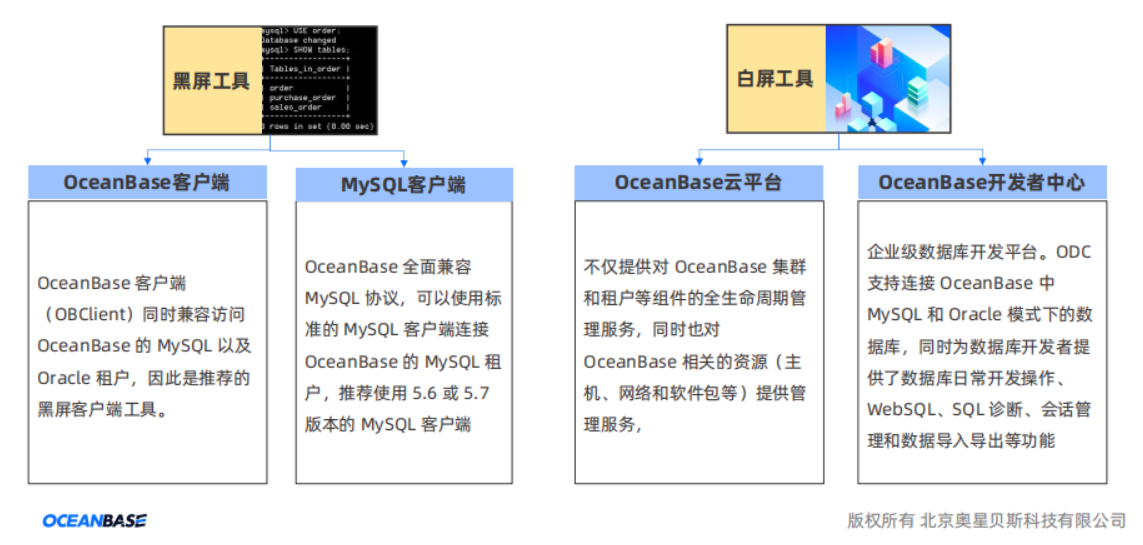 黑屏工具
mysql> USE order;
Database changed
mysql> SHOW tables;
+------------------+
| Tables_in_order |
+------------------+
| order |
| purchase_order |
| sales_order |
+------------------+
rows in set (0.00 sec)
白屏工具
OceanBase客户端
OceanBase 客户端
（OBClient）同时兼容访问
OceanBase 的 MySQL 以及
Oracle 租户，因此是推荐的
黑屏客户端工具。
MySQL客户端
OceanBase 全面兼容
MySQL 协议，可以使用标
准的 MySQL 客户端连接
OceanBase 的 MySQL 租
户，推荐使用 5.6 或 5.7
版本的 MySQL 客户端
OceanBase云平台
不仅提供对 OceanBase 集群
和租户等组件的全生命周期管
理服务，同时也对
OceanBase 相关的资源（主
机、网络和软件包等）提供管
理服务，
OceanBase开发者中心
企业级数据库开发平台。ODC
支持连接 OceanBase 中
MySQL 和 Oracle 模式下的数
据库，同时为数据库开发者提
供了数据库日常开发操作、
WebSQL、SQL 诊断、会话管
理和数据导入导出等功能
OCEANBASE
版权所有 北京奥星贝斯科技有限公司